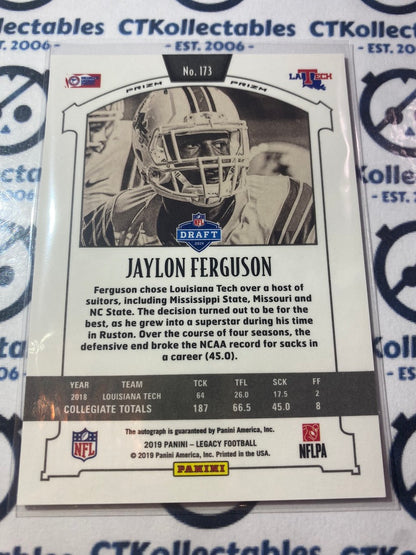 CTKollectables
- EST. 2006 -
No. 173
PRIZM PRIZM
LA TECH
NFL
DRAFT
2019
JAYLON FERGUSON
Ferguson chose Louisiana Tech over a host of
suitors, including Mississippi State, Missouri and
NC State. The decision turned out to be for the
best, as he grew into a superstar during his time
in Ruston. Over the course of four seasons, the
defensive end broke the NCAA record for sacks in
a career (45.0).
YEAR TEAM TCK TFL SCK FF
2018 LOUISIANA TECH 64 26.0 17.5 2
COLLEGIATE TOTALS 187 66.5 45.0 8
The autograph is guaranteed by Panini America, Inc.
2019 PANINI – LEGACY FOOTBALL
© 2019 Panini America, Inc. Printed in the USA.
NFL
PANINI
NFLPA
CTKollectables